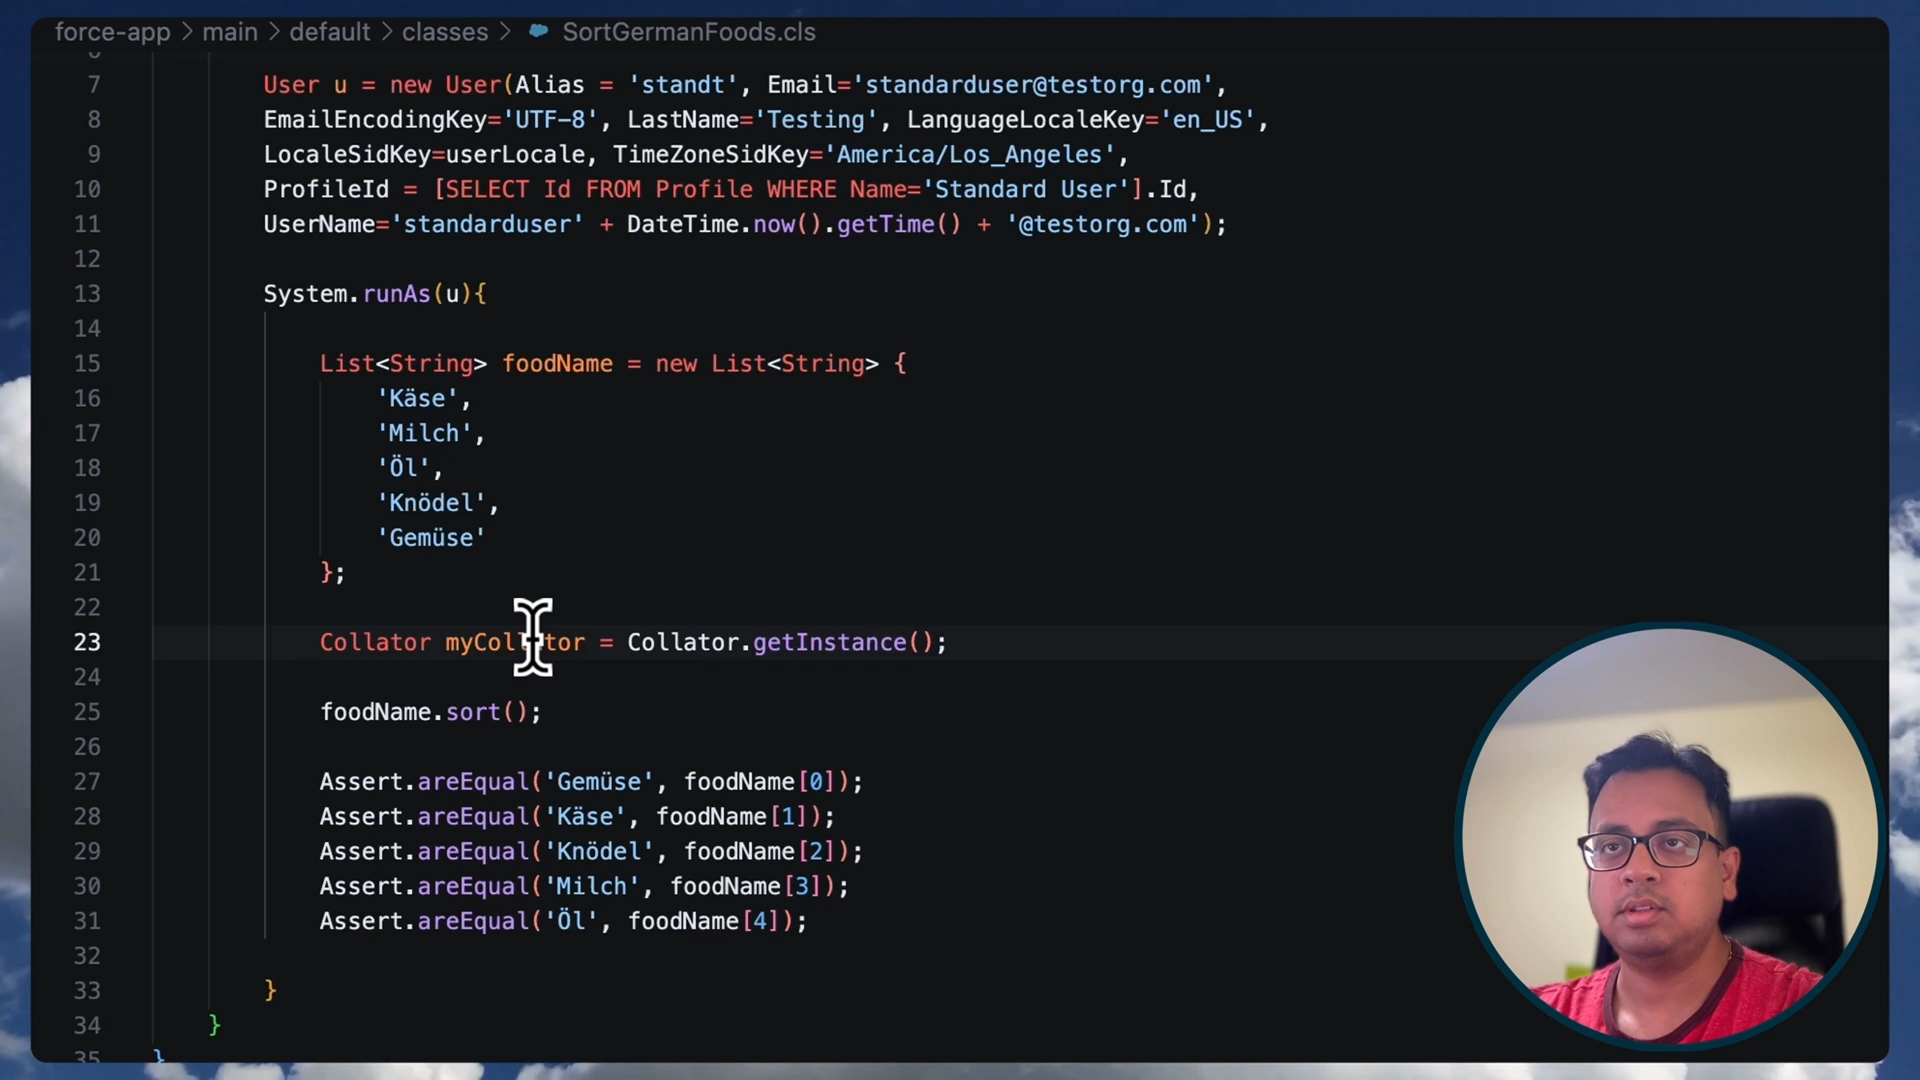 force-app > main > default > classes > SortGermanFoods.cls
7 User u = new User(Alias = 'standt', Email='standarduser@testorg.com',
8 EmailEncodingKey='UTF-8', LastName='Testing', LanguageLocaleKey='en_US',
9 LocaleSidKey=userLocale, TimeZoneSidKey='America/Los_Angeles',
10 ProfileId = [SELECT Id FROM Profile WHERE Name='Standard User'].Id,
11 UserName='standarduser' + DateTime.now().getTime() + '@testorg.com');
12
13 System.runAs(u){
14
15 List<String> foodName = new List<String> {
16 'Käse',
17 'Milch',
18 'Öl',
19 'Knödel',
20 'Gemüse'
21 };
22
23 Collator myCollator = Collator.getInstance();
24
25 foodName.sort();
26
27 Assert.areEqual('Gemüse', foodName[0]);
28 Assert.areEqual('Käse', foodName[1]);
29 Assert.areEqual('Knödel', foodName[2]);
30 Assert.areEqual('Milch', foodName[3]);
31 Assert.areEqual('Öl', foodName[4]);
32
33 }
34 }
35 }